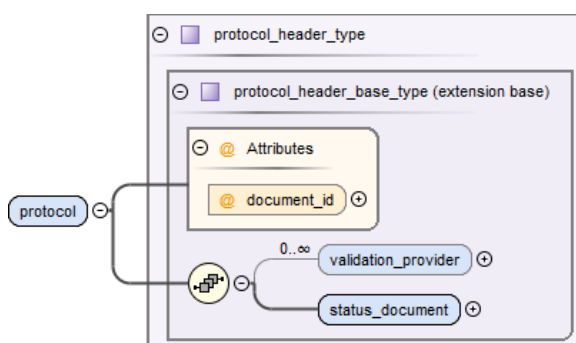 protocol_header_type
protocol_header_base_type (extension base)
@ Attributes
@ document_id
protocol
0..∞
validation_provider
status_document